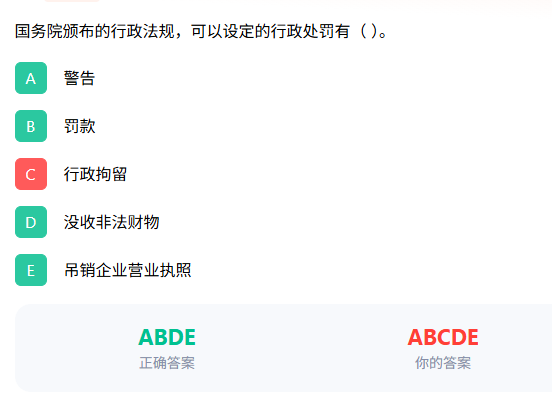 国务院颁布的行政法规，可以设定的行政处罚有（ ）。
A 警告
B 罚款
C 行政拘留
D 没收非法财物
E 吊销企业营业执照
ABDE ABCDE
正确答案 你的答案